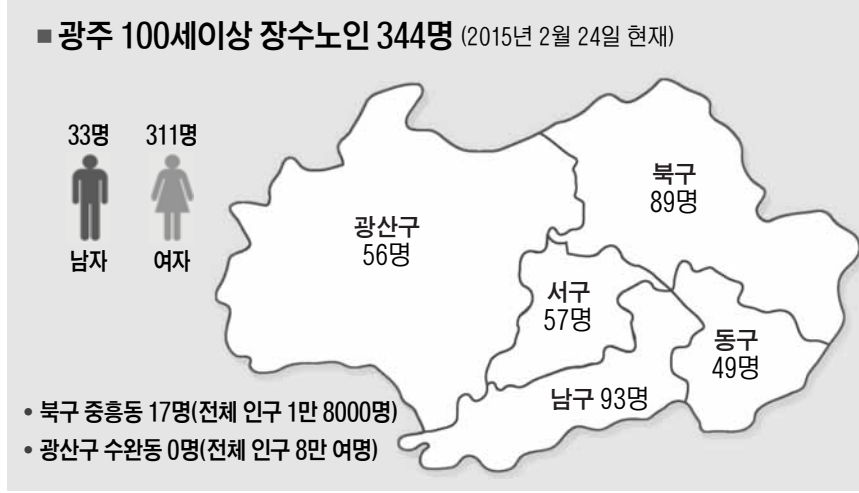 ■ 광주 100세이상 장수노인 344명 (2015년 2월 24일 현재)
33명 311명
남자 여자
북구
89명
광산구
56명
서구
57명
동구
49명
남구 93명
• 북구 중흥동 17명(전체 인구 1만 8000명)
• 광산구 수완동 0명(전체 인구 8만 여명)